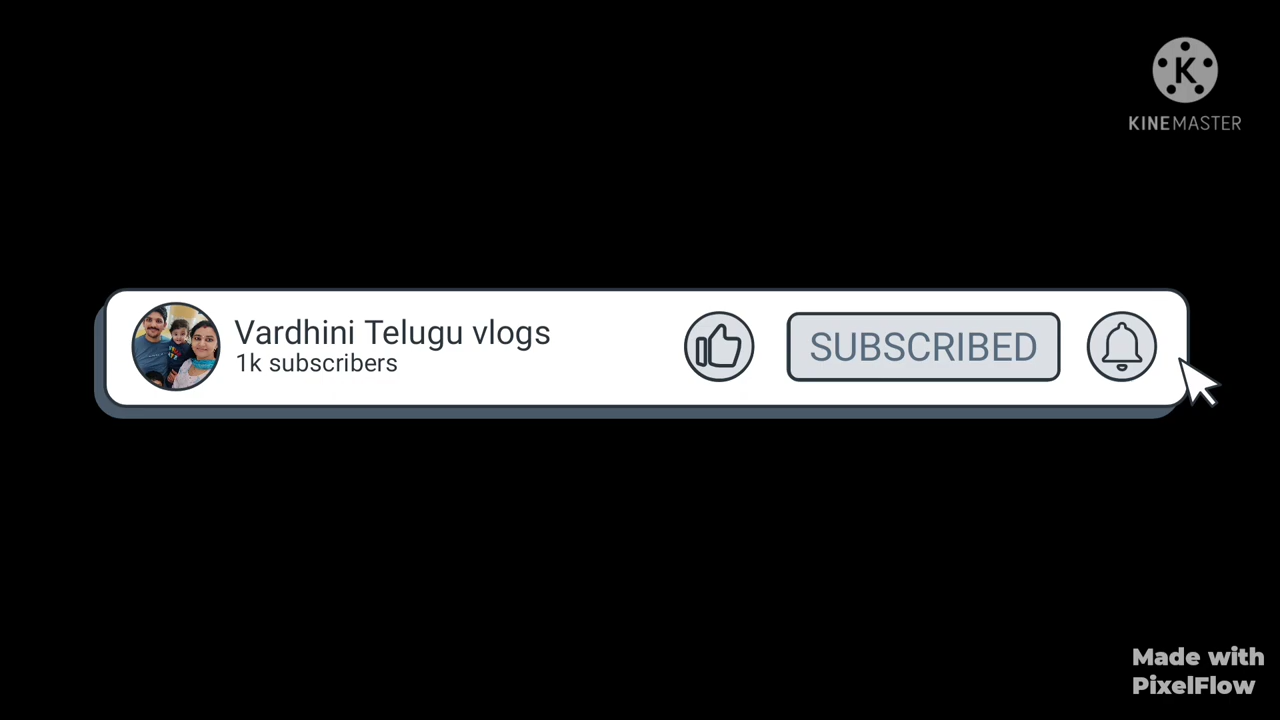 K
KINEMASTER
Vardhini Telugu vlogs
1k subscribers
SUBSCRIBED
Made with
PixelFlow